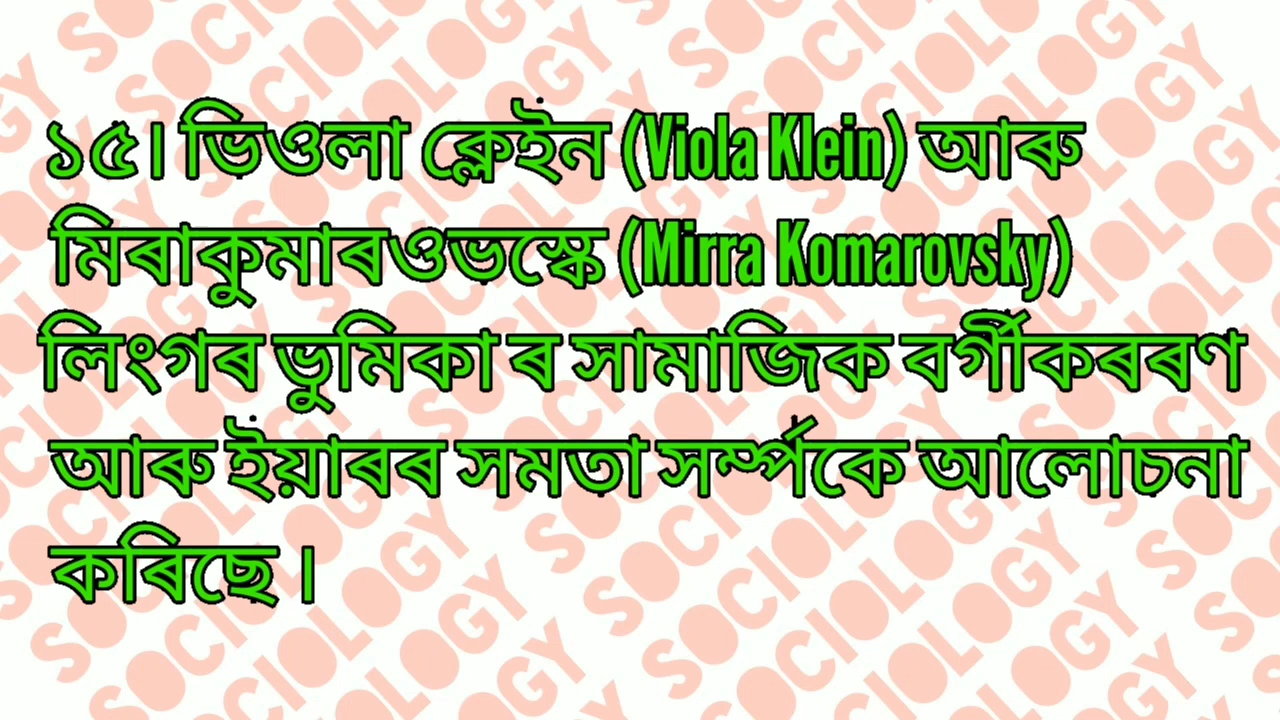 ১৫। ভিওলা ক্লেইন (Viola Klein) আৰু
মিৰাকুমাৰওভস্কে (Mirra Komarovsky)
লিংগৰ ভুমিকা ৰ সামাজিক বৰ্গীকৰৰণ
আৰু ইয়াৰৰ সমতা সৰ্ম্পকে আলোচনা
কৰিছে ।